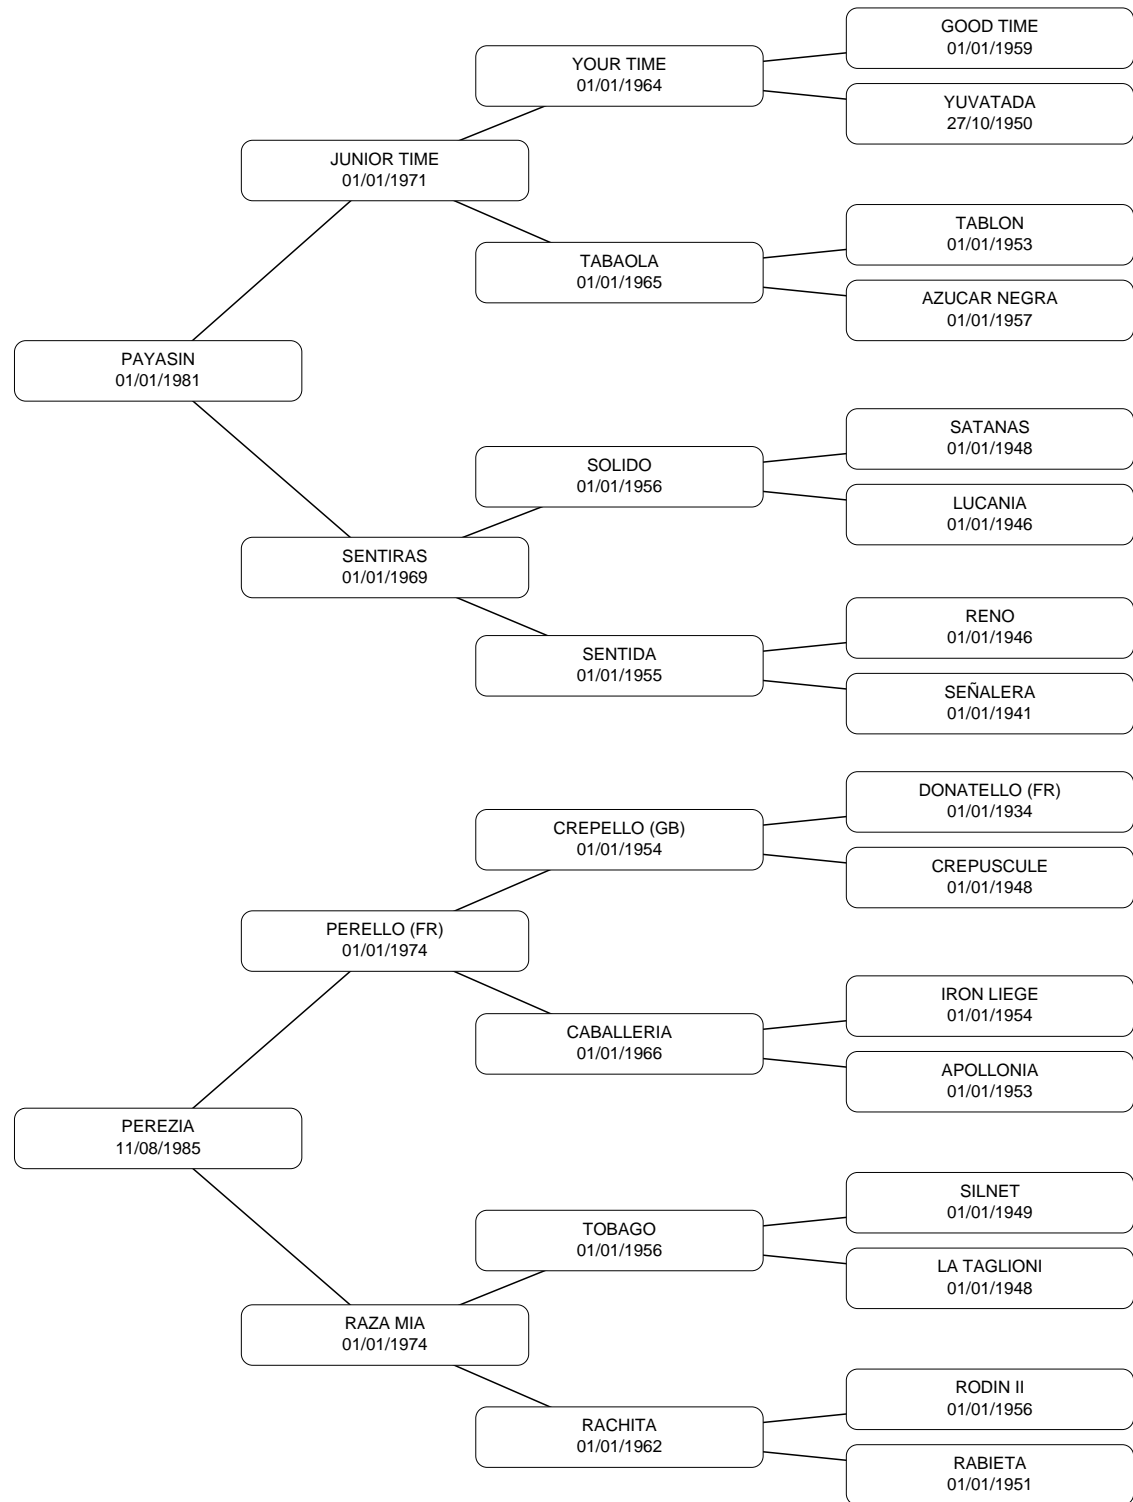 GOOD TIME
01/01/1959
YOUR TIME
01/01/1964
YUVATADA
27/10/1950
JUNIOR TIME
01/01/1971
TABLON
01/01/1953
TABAOLA
01/01/1965
AZUCAR NEGRA
01/01/1957
PAYASIN
01/01/1981
SATANAS
01/01/1948
SOLIDO
01/01/1956
LUCANIA
01/01/1946
SENTIRAS
01/01/1969
RENO
01/01/1946
SENTIDA
01/01/1955
SEÑALERA
01/01/1941
DONATELLO (FR)
01/01/1934
CREPELLO (GB)
01/01/1954
CREPUSCULE
01/01/1948
PERELLO (FR)
01/01/1974
IRON LIEGE
01/01/1954
CABALLERIA
01/01/1966
APOLLONIA
01/01/1953
PEREZIA
11/08/1985
SILNET
01/01/1949
TOBAGO
01/01/1956
LA TAGLIONI
01/01/1948
RAZA MIA
01/01/1974
RODIN II
01/01/1956
RACHITA
01/01/1962
RABIETA
01/01/1951